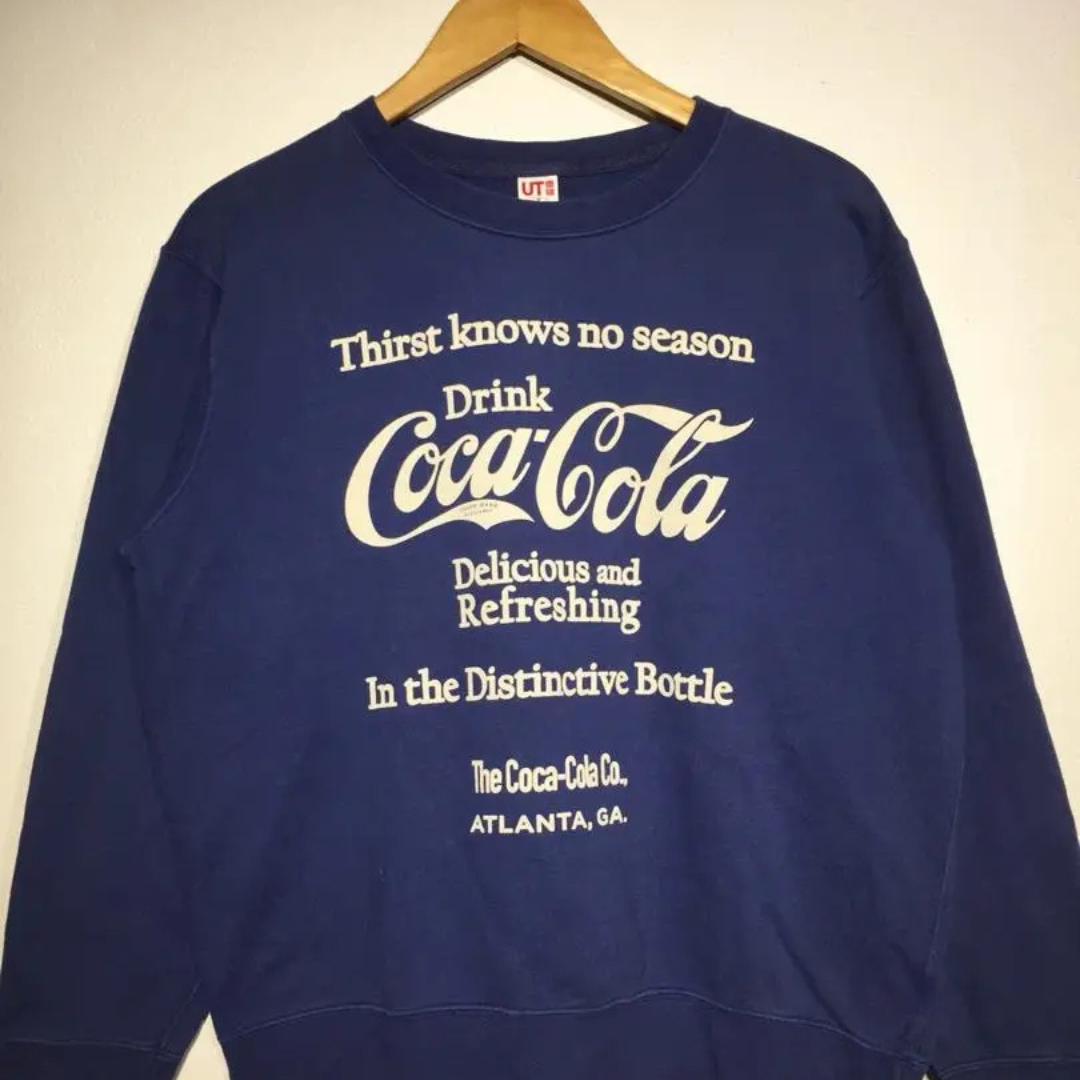 UT
Thirst knows no season
Drink
Coca-Cola
Delicious and
Refreshing
In the Distinctive Bottle
The Coca-Cola Co.,
ATLANTA, GA.